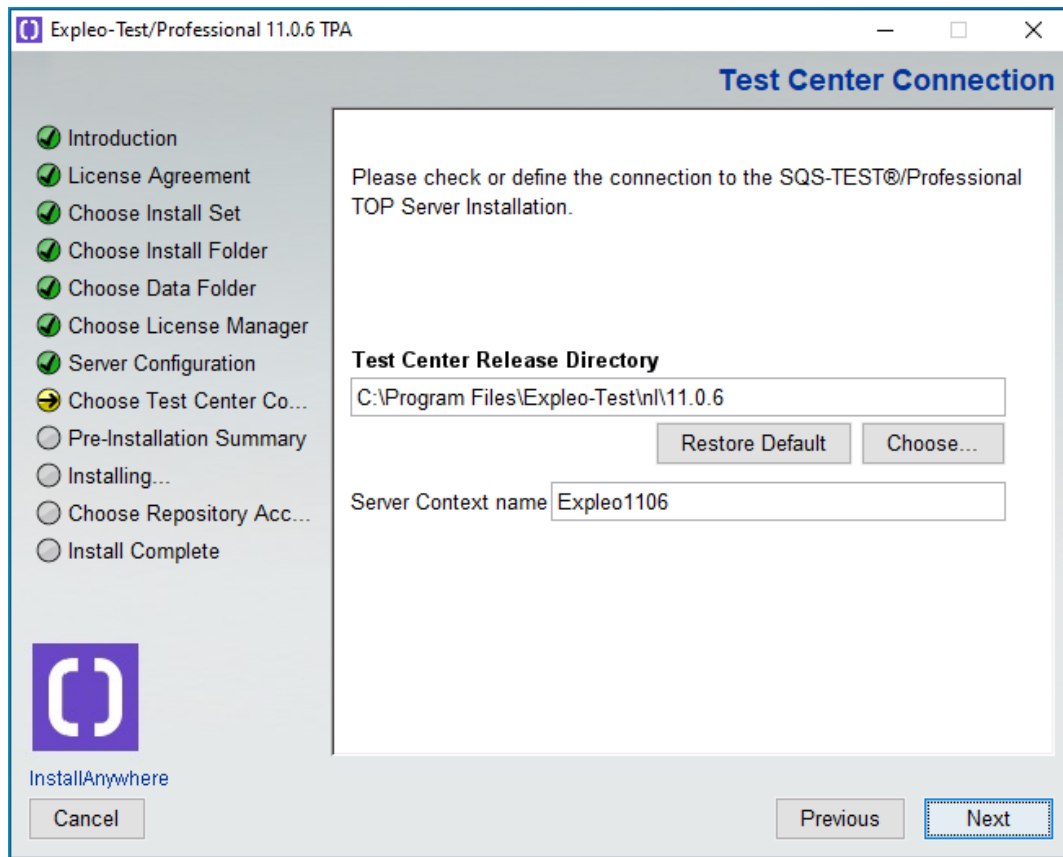 Expleo-Test/Professional 11.0.6 TPA
Test Center Connection
Introduction
License Agreement
Choose Install Set
Choose Install Folder
Choose Data Folder
Choose License Manager
Server Configuration
Choose Test Center Co...
Pre-Installation Summary
Installing...
Choose Repository Acc...
Install Complete
Please check or define the connection to the SQS-TEST®/Professional
TOP Server Installation.
Test Center Release Directory
C:\Program Files\Expleo-Test\nl\11.0.6
Restore Default
Choose...
Server Context name
Expleo1106
InstallAnywhere
Cancel
Previous
Next